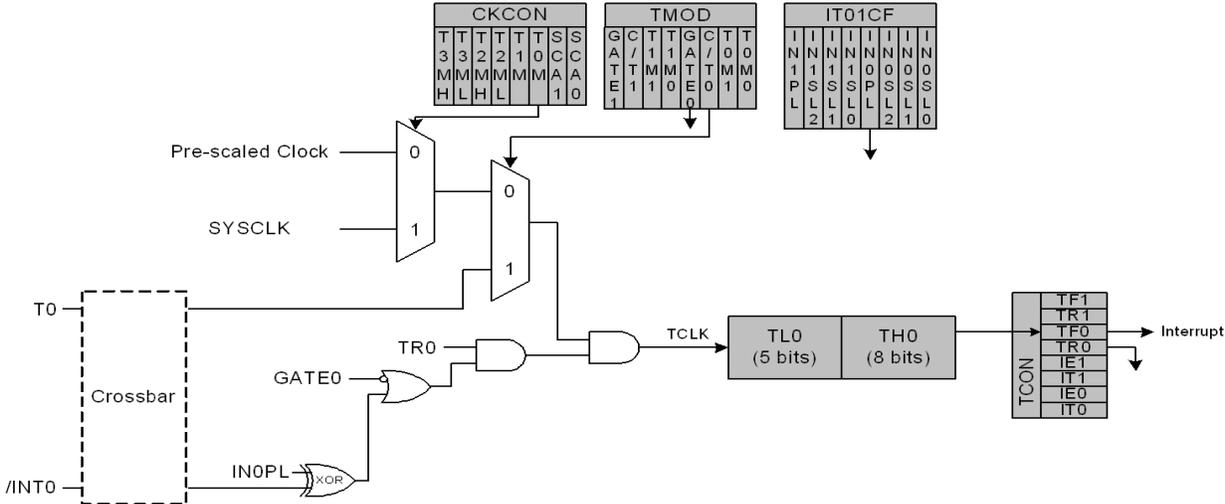 CKCON
TMOD
IT01CF
T3MH
T3ML
T2MH
T2ML
T1M
T0M
SCA1
SCA0
GATE1
C/T1
T1M1
T1M0
GATE0
C/T0
T0M1
T0M0
IN1PL
IN1SL2
IN1SL1
IN1SL0
IN0PL
IN0SL2
IN0SL1
IN0SL0
Pre-scaled Clock
0
SYSCLK
1
0
1
T0
Crossbar
TR0
GATE0
IN0PL
XOR
/INT0
TCLK
TL0
(5 bits)
TH0
(8 bits)
TCON
TF1
TR1
TF0
TR0
IE1
IT1
IE0
IT0
Interrupt